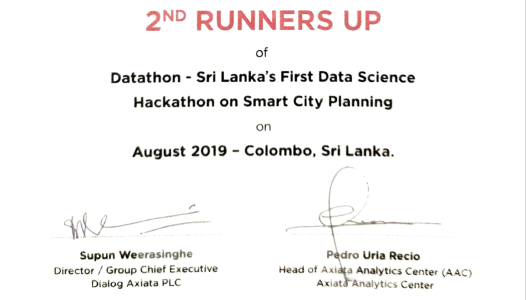 2ND RUNNERS UP
of
Datathon - Sri Lanka's First Data Science
Hackathon on Smart City Planning
on
August 2019 – Colombo, Sri Lanka.
Supun Weerasinghe
Director / Group Chief Executive
Dialog Axiata PLC
Pedro Uria Recio
Head of Axiata Analytics Center (AAC)
Axiata Analytics Center